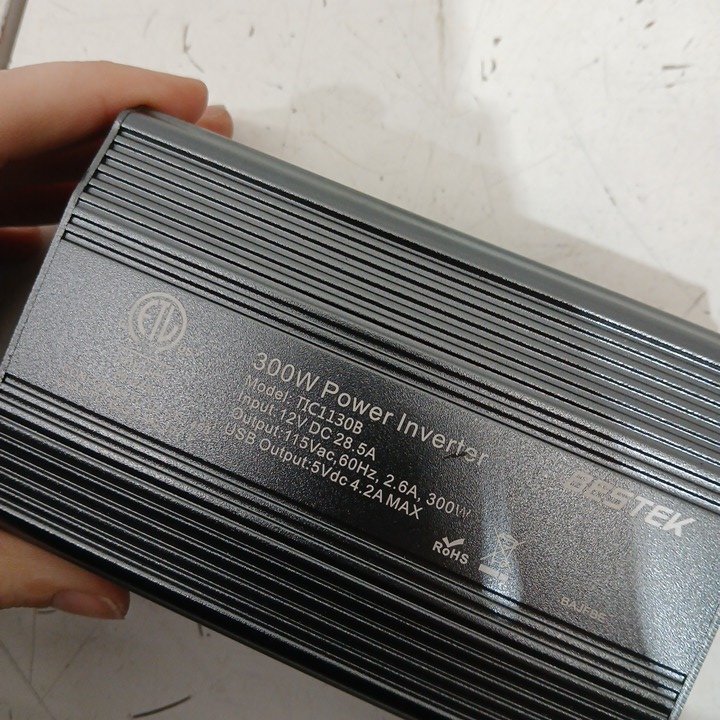 ETL
300W Power Inverter
Model: TIC1130B
Input:12V DC 28.5A
Output:115Vac,60Hz, 2.6A, 300W
USB Output:5Vdc 4.2A MAX
BESTEK
RoHS